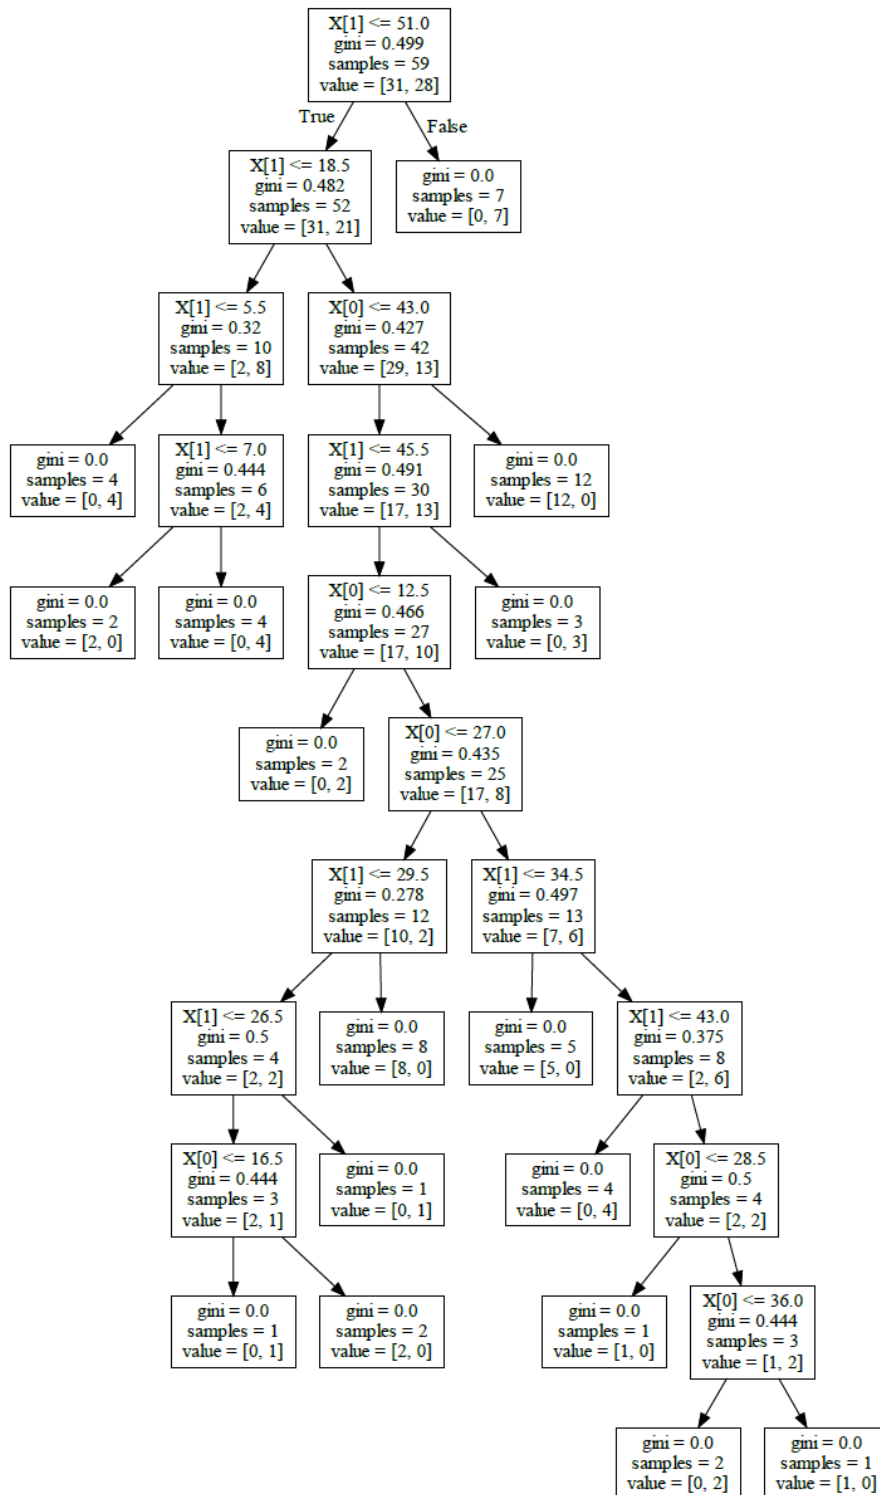 X[1] <= 51.0
gini = 0.499
samples = 59
value = [31, 28]
True
False
X[1] <= 18.5
gini = 0.482
samples = 52
value = [31, 21]
gini = 0.0
samples = 7
value = [0, 7]
X[1] <= 5.5
gini = 0.32
samples = 10
value = [2, 8]
X[0] <= 43.0
gini = 0.427
samples = 42
value = [29, 13]
gini = 0.0
samples = 4
value = [0, 4]
X[1] <= 7.0
gini = 0.444
samples = 6
value = [2, 4]
X[1] <= 45.5
gini = 0.491
samples = 30
value = [17, 13]
gini = 0.0
samples = 12
value = [12, 0]
gini = 0.0
samples = 2
value = [2, 0]
gini = 0.0
samples = 4
value = [0, 4]
X[0] <= 12.5
gini = 0.466
samples = 27
value = [17, 10]
gini = 0.0
samples = 3
value = [0, 3]
gini = 0.0
samples = 2
value = [0, 2]
X[0] <= 27.0
gini = 0.435
samples = 25
value = [17, 8]
X[1] <= 29.5
gini = 0.278
samples = 12
value = [10, 2]
X[1] <= 34.5
gini = 0.497
samples = 13
value = [7, 6]
X[1] <= 26.5
gini = 0.5
samples = 4
value = [2, 2]
gini = 0.0
samples = 8
value = [8, 0]
gini = 0.0
samples = 5
value = [5, 0]
X[1] <= 43.0
gini = 0.375
samples = 8
value = [2, 6]
X[0] <= 16.5
gini = 0.444
samples = 3
value = [2, 1]
gini = 0.0
samples = 1
value = [0, 1]
gini = 0.0
samples = 4
value = [0, 4]
X[0] <= 28.5
gini = 0.5
samples = 4
value = [2, 2]
gini = 0.0
samples = 1
value = [0, 1]
gini = 0.0
samples = 2
value = [2, 0]
gini = 0.0
samples = 1
value = [1, 0]
X[0] <= 36.0
gini = 0.444
samples = 3
value = [1, 2]
gini = 0.0
samples = 2
value = [0, 2]
gini = 0.0
samples = 1
value = [1, 0]